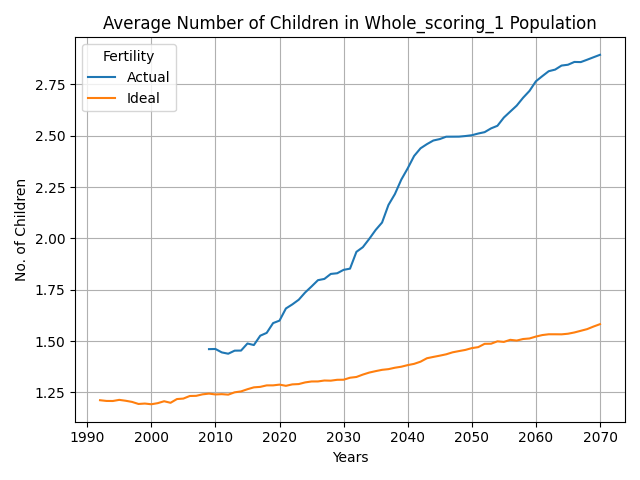 Average Number of Children in Whole_scoring_1 Population
Fertility
Actual
Ideal
No. of Children
2.75
2.50
2.25
2.00
1.75
1.50
1.25
1990 2000 2010 2020 2030 2040 2050 2060 2070
Years